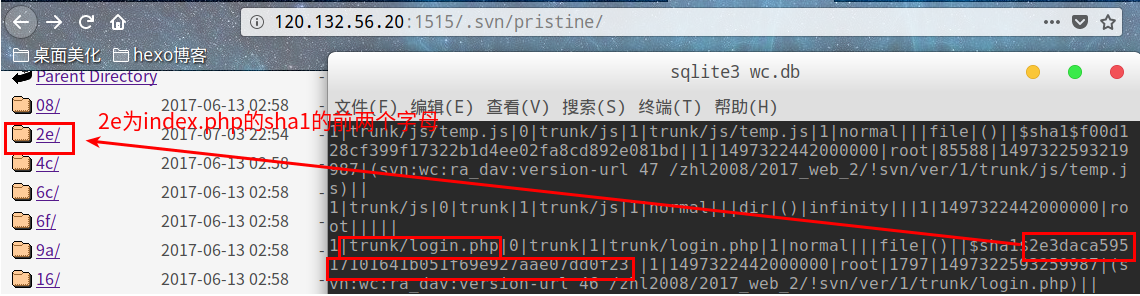 120.132.56.20:1515/.svn/pristine/
桌面美化 hexo博客
Parent Directory -
08/ 2017-06-13 02:58 -
2e为index.php的sha1的前两个字母
2e/ 2017-07-03 22:54 -
4c/ 2017-06-13 02:58 -
6c/ 2017-06-13 02:58 -
6f/ 2017-06-13 02:58 -
9a/ 2017-06-13 02:58 -
16/ 2017-06-13 02:58 -
sqlite3 wc.db
文件(F) 编辑(E) 查看(V) 搜索(S) 终端(T) 帮助(H)
1|trunk/js/temp.js|0|trunk/js|1|trunk/js/temp.js|1|normal|||file|()||$sha1$f00d1
28cf399f17322b1d4ee02fa8cd892e081bd||1|1497322442000000|root|85588|1497322593219
987|(svn:wc:ra_dav:version-url 47 /zhl2008/2017_web_2/!svn/ver/1/trunk/js/temp.j
s)||
1|trunk/js|0|trunk|1|trunk/js|1|normal|||dir|()|infinity|||1|1497322442000000|ro
ot|||||
1|trunk/login.php|0|trunk|1|trunk/login.php|1|normal|||file|()||$sha1$2e3daca595
17101641b051f69e927aae07dd0f23||1|1497322442000000|root|1797|1497322593259987|(s
vn:wc:ra_dav:version-url 46 /zhl2008/2017_web_2/!svn/ver/1/trunk/login.php)||